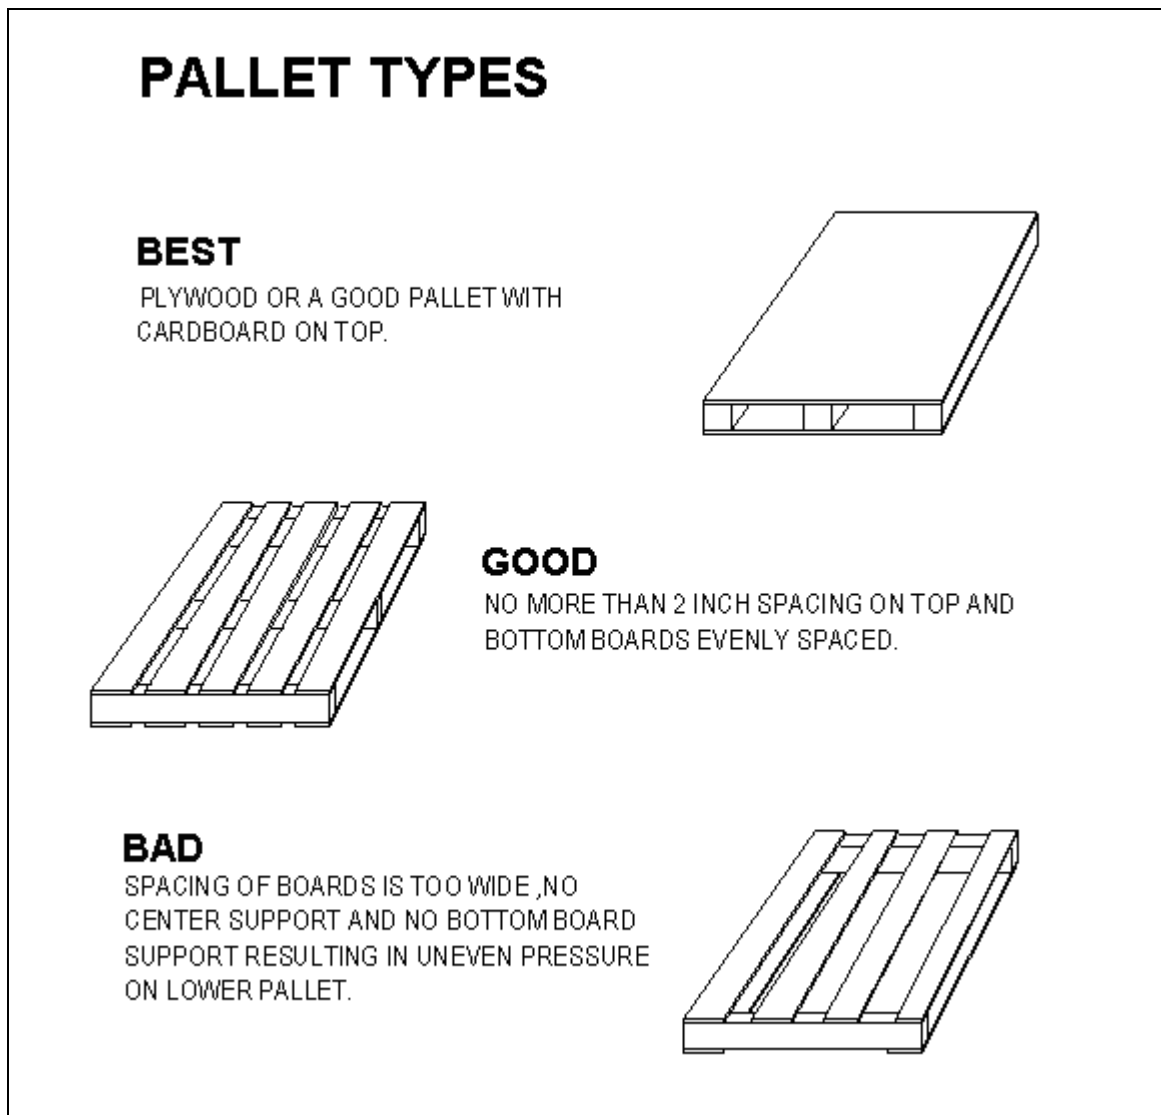 PALLET TYPES
BEST
PLYWOOD OR A GOOD PALLET WITH
CARDBOARD ON TOP.
GOOD
NO MORE THAN 2 INCH SPACING ON TOP AND
BOTTOM BOARDS EVENLY SPACED.
BAD
SPACING OF BOARDS IS TOO WIDE ,NO
CENTER SUPPORT AND NO BOTTOM BOARD
SUPPORT RESULTING IN UNEVEN PRESSURE
ON LOWER PALLET.